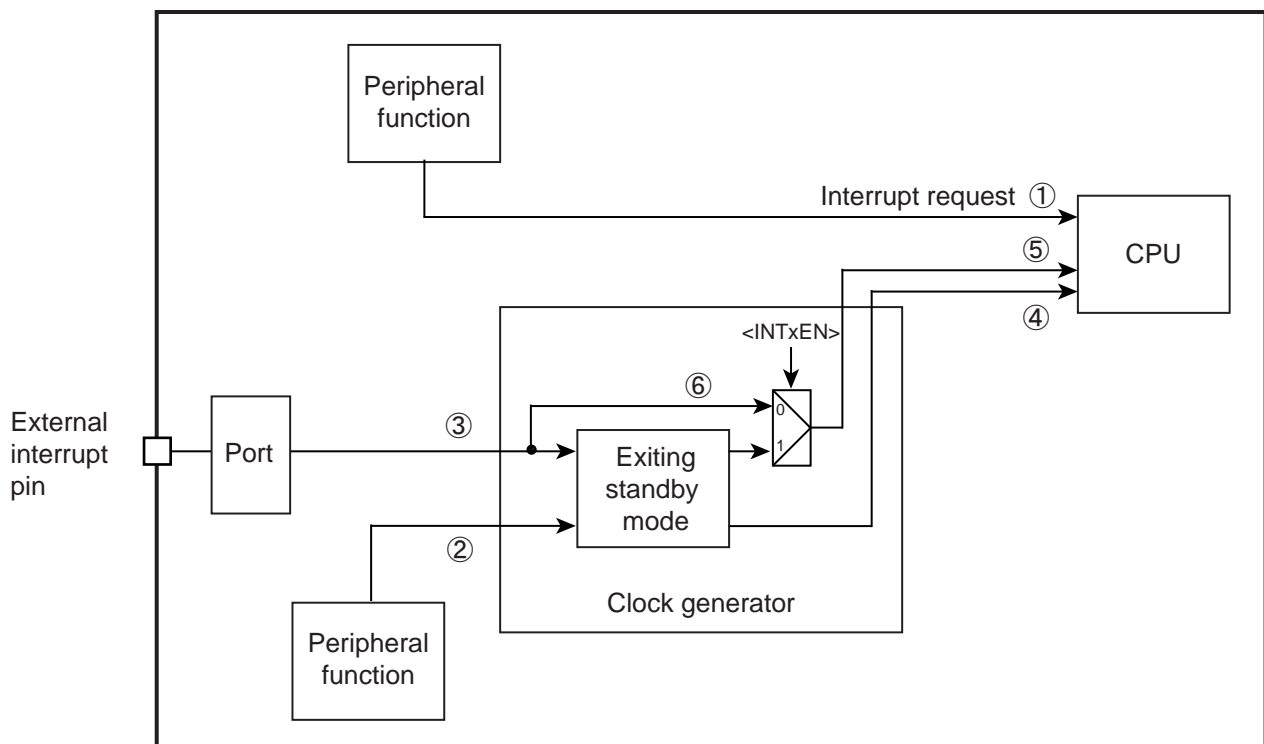 Peripheral
function
Interrupt request ①
CPU
⑤
④
<INTxEN>
⑥
0
External
interrupt
pin
Port
③
1
Exiting
standby
mode
②
Clock generator
Peripheral
function